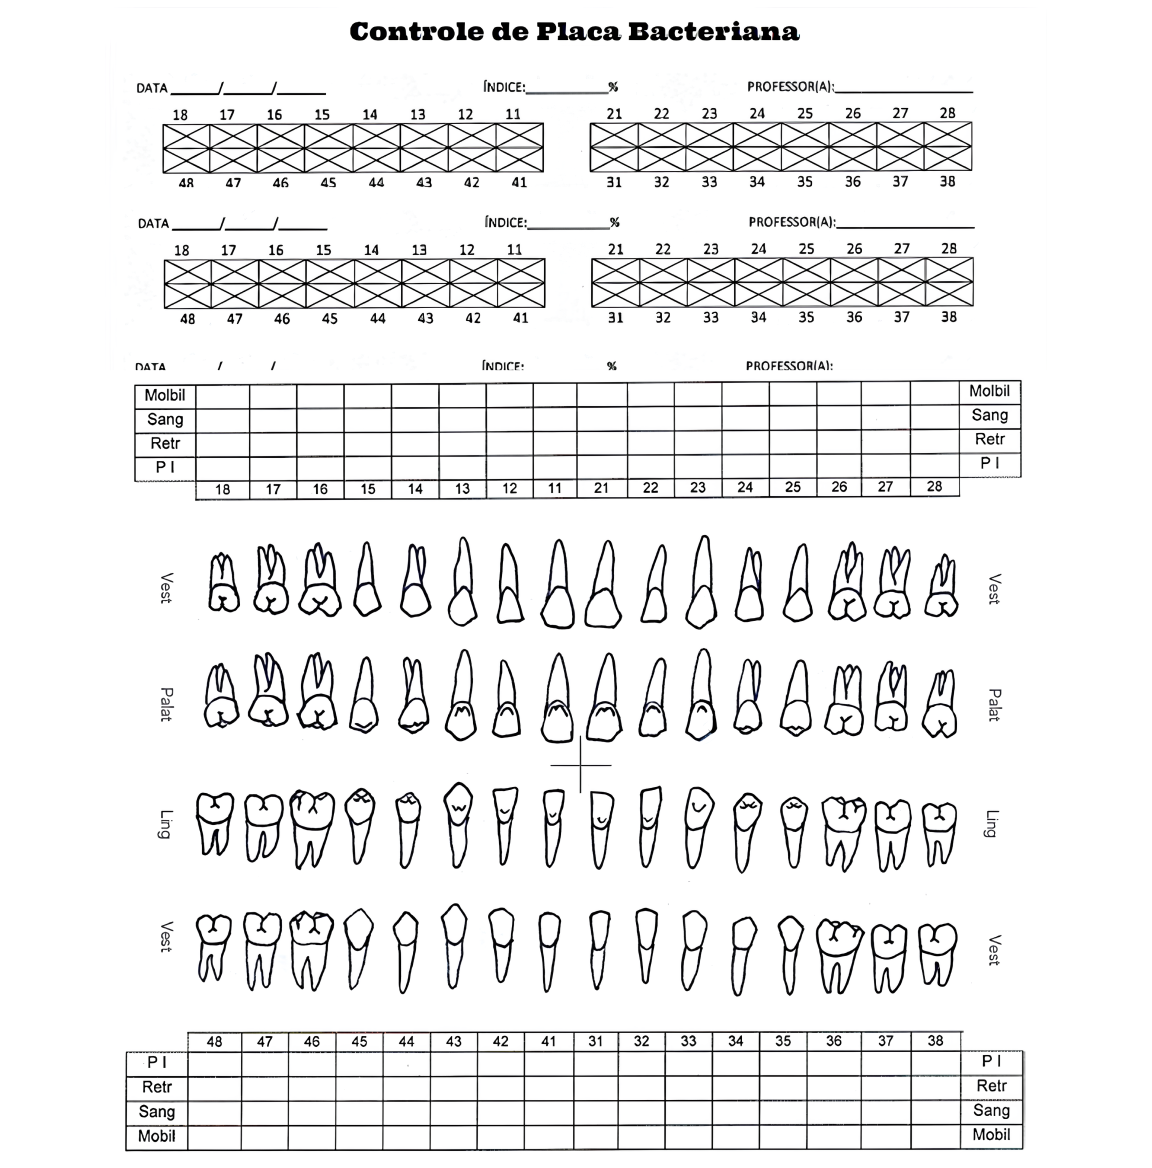 Controle de Placa Bacteriana
DATA ______/______/______ ÍNDICE:__________% PROFESSOR(A):_________________
18 17 16 15 14 13 12 11 21 22 23 24 25 26 27 28
48 47 46 45 44 43 42 41 31 32 33 34 35 36 37 38
DATA ______/______/______ ÍNDICE:__________% PROFESSOR(A):_________________
18 17 16 15 14 13 12 11 21 22 23 24 25 26 27 28
48 47 46 45 44 43 42 41 31 32 33 34 35 36 37 38
DATA / / ÍNDICE: % PROFESSOR(A):
Molbil Molbil
Sang Sang
Retr Retr
P I P I
18 17 16 15 14 13 12 11 21 22 23 24 25 26 27 28
Vest Vest
Palat Palat
Ling Ling
Vest Vest
48 47 46 45 44 43 42 41 31 32 33 34 35 36 37 38
P I P I
Retr Retr
Sang Sang
Mobil Mobil